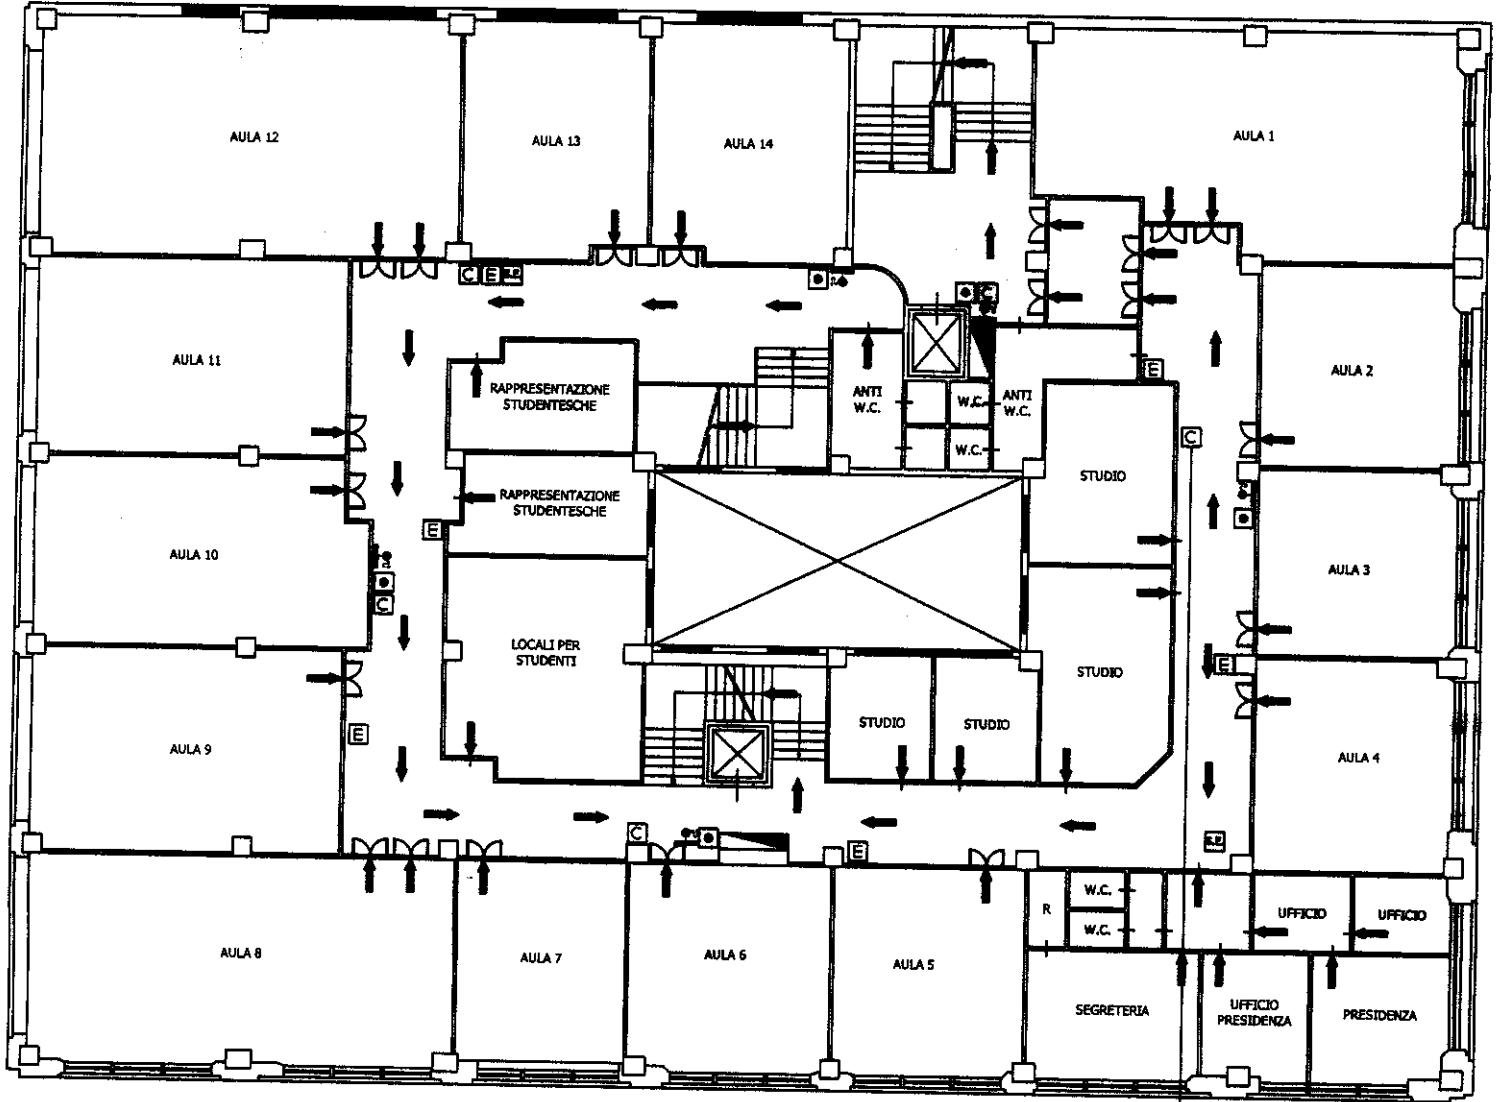 AULA 12
AULA 13
AULA 14
AULA 1
C E
C
AULA 11
RAPPRESENTAZIONE
STUDENTESCHE
ANTI
W.C.
W.C.
ANTI
W.C.
E
AULA 2
W.C.
C
STUDIO
RAPPRESENTAZIONE
STUDENTESCHE
E
AULA 10
C
AULA 3
LOCALI PER
STUDENTI
STUDIO
E
AULA 9
E
STUDIO
STUDIO
AULA 4
C
E
W.C.
R
W.C.
UFFICIO
UFFICIO
AULA 8
AULA 7
AULA 6
AULA 5
SEGRETERIA
UFFICIO
PRESIDENZA
PRESIDENZA